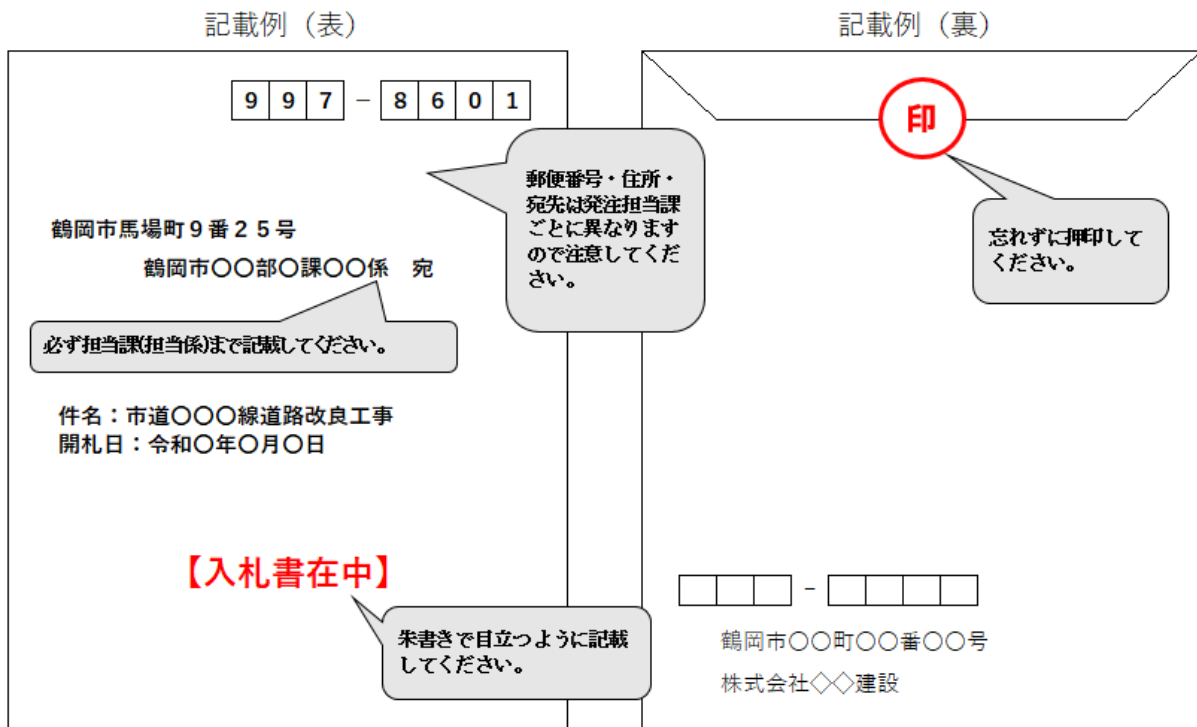 記載例（表）
997-8601
郵便番号・住所・
宛先は発注担当課
ごとに異なります
ので注意してくだ
さい。
鶴岡市馬場町９番２５号
鶴岡市〇〇部〇課〇〇係　宛
必ず担当課(担当係)まで記載してください。
件名：市道〇〇〇線道路改良工事
開札日：令和〇年〇月〇日
【入札書在中】
朱書きで目立つように記載
してください。
記載例（裏）
印
忘れずに押印して
ください。
-
鶴岡市〇〇町〇〇番〇〇号
株式会社◇◇建設